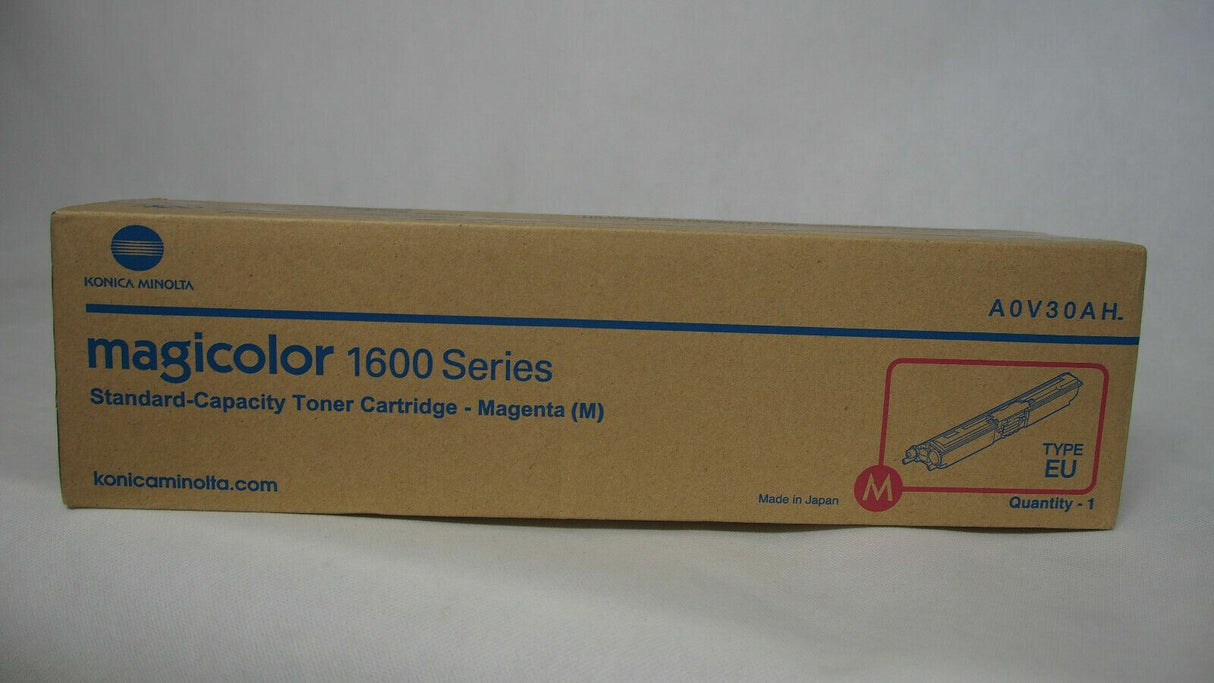 KONICA MINOLTA
A0V30AH
magicolor 1600 Series
Standard-Capacity Toner Cartridge - Magenta (M)
TYPE
EU
M
konicaminolta.com
Made in Japan
Quantity - 1